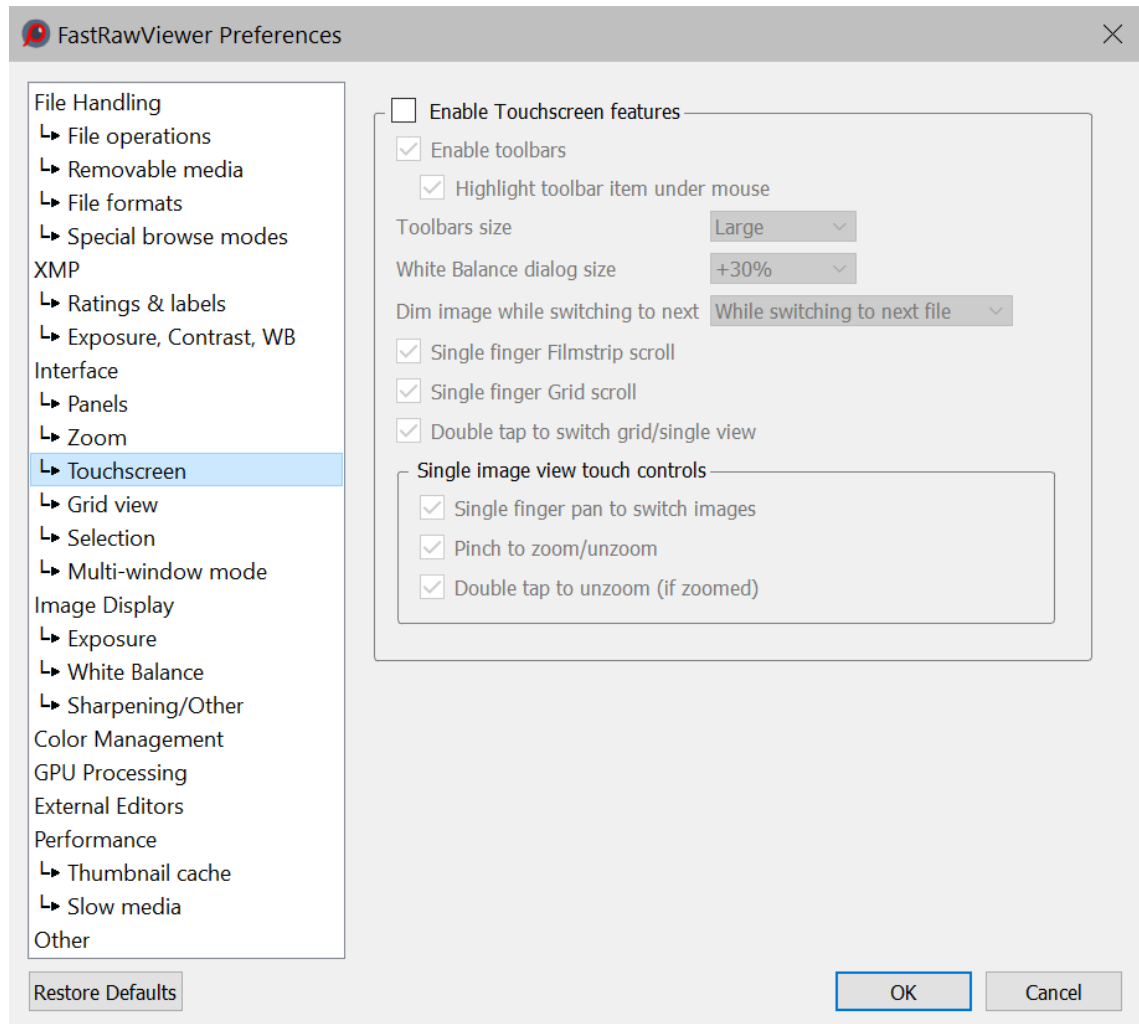 FastRawViewer Preferences
File Handling
File operations
Removable media
File formats
Special browse modes
XMP
Ratings & labels
Exposure, Contrast, WB
Interface
Panels
Zoom
Touchscreen
Grid view
Selection
Multi-window mode
Image Display
Exposure
White Balance
Sharpening/Other
Color Management
GPU Processing
External Editors
Performance
Thumbnail cache
Slow media
Other
Enable Touchscreen features
Enable toolbars
Highlight toolbar item under mouse
Toolbars size Large
White Balance dialog size +30%
Dim image while switching to next While switching to next file
Single finger Filmstrip scroll
Single finger Grid scroll
Double tap to switch grid/single view
Single image view touch controls
Single finger pan to switch images
Pinch to zoom/unzoom
Double tap to unzoom (if zoomed)
Restore Defaults OK Cancel